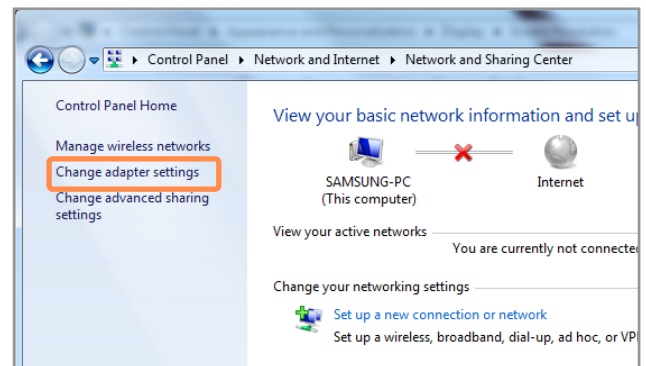 Control Panel Network and Internet Network and Sharing Center
Control Panel Home
Manage wireless networks
Change adapter settings
Change advanced sharing
settings
View your basic network information and set u
SAMSUNG-PC
(This computer)
Internet
View your active networks
You are currently not connecte
Change your networking settings
Set up a new connection or network
Set up a wireless, broadband, dial-up, ad hoc, or VP